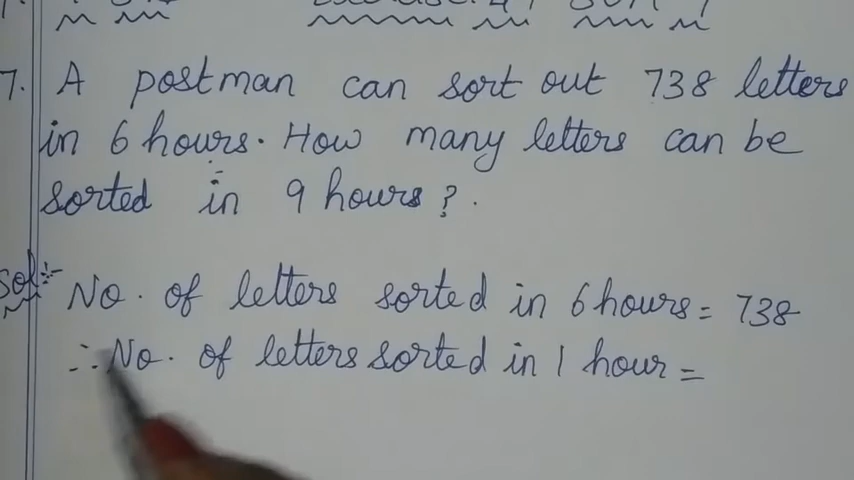 7. A postman can sort out 738 letters
in 6 hours. How many letters can be
sorted in 9 hours?
Sol:- No. of letters sorted in 6 hours = 738
∴ No. of letters sorted in 1 hour =